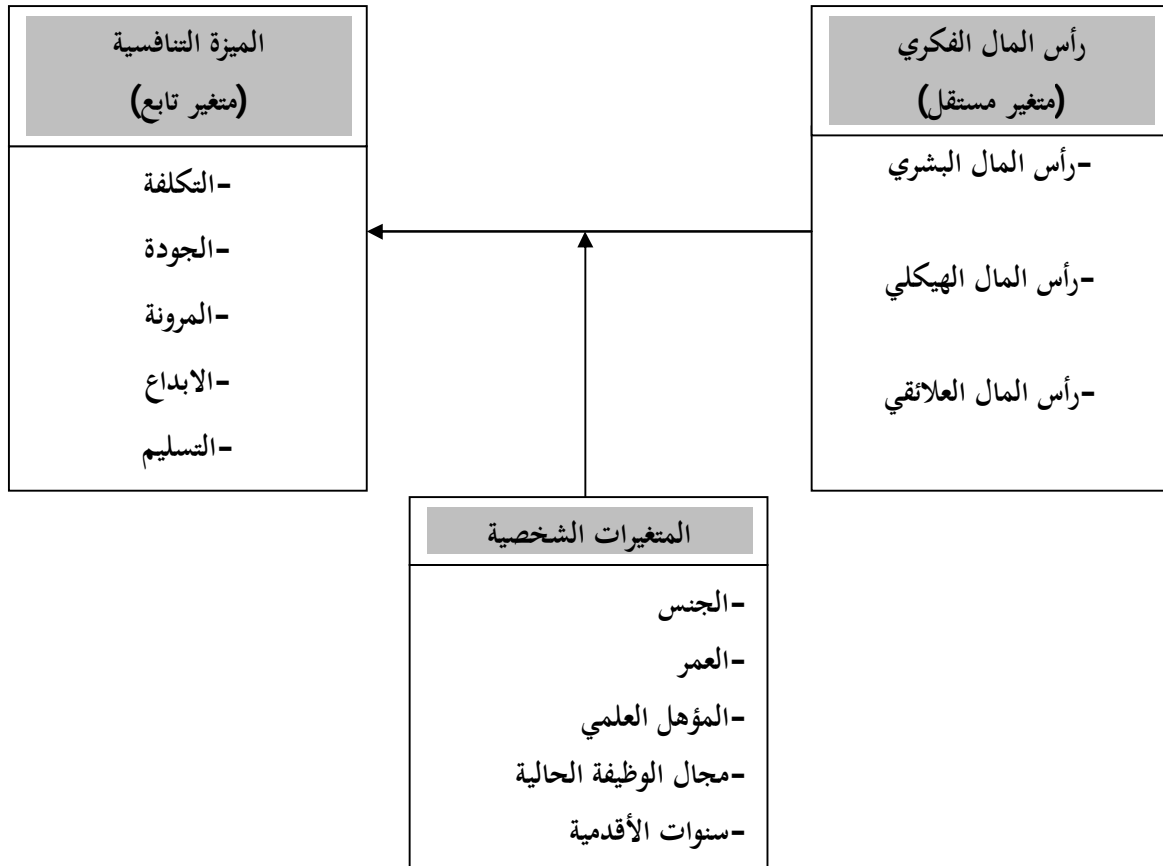 رأس المال الفكري
(متغير مستقل)
-رأس المال البشري
-رأس المال الهيكلي
-رأس المال العلائقي
الميزة التنافسية
(متغير تابع)
-التكلفة
-الجودة
-المرونة
-الابداع
-التسليم
المتغيرات الشخصية
-الجنس
-العمر
-المؤهل العلمي
-مجال الوظيفة الحالية
-سنوات الأقدمية